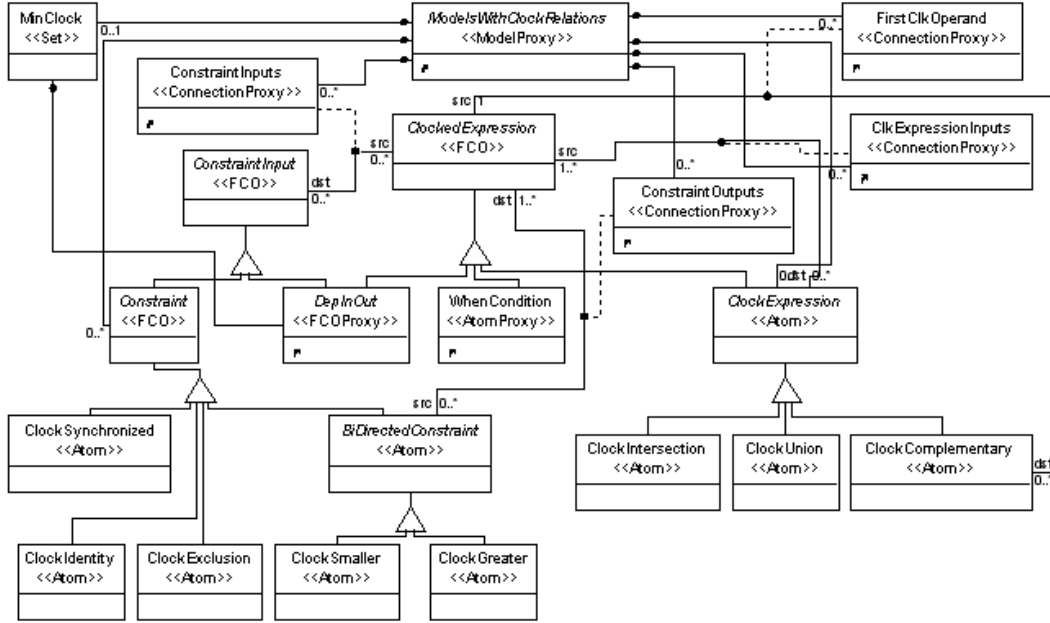 MinClock
<<Set>>
0..1
ModelsWithClockRelations
<<ModelProxy>>
0..*
FirstClkOperand
<<ConnectionProxy>>
ConstraintInputs
<<ConnectionProxy>>
0..*
src 1
ClockedExpression
<<FCO>>
src
0..*
src
1..*
ClkExpressionInputs
<<ConnectionProxy>>
0..*
ConstraintInput
<<FCO>>
dst
0..*
0..*
ConstraintOutputs
<<ConnectionProxy>>
dst 1..*
Constraint
<<FCO>>
0..*
DepInOut
<<FCOProxy>>
WhenCondition
<<AtomProxy>>
0dst 0..*
ClockExpression
<<Atom>>
src 0..*
ClockSynchronized
<<Atom>>
BiDirectedConstraint
<<Atom>>
ClockIntersection
<<Atom>>
ClockUnion
<<Atom>>
ClockComplementary
<<Atom>>
dst
0..*
ClockIdentity
<<Atom>>
ClockExclusion
<<Atom>>
ClockSmaller
<<Atom>>
ClockGreater
<<Atom>>